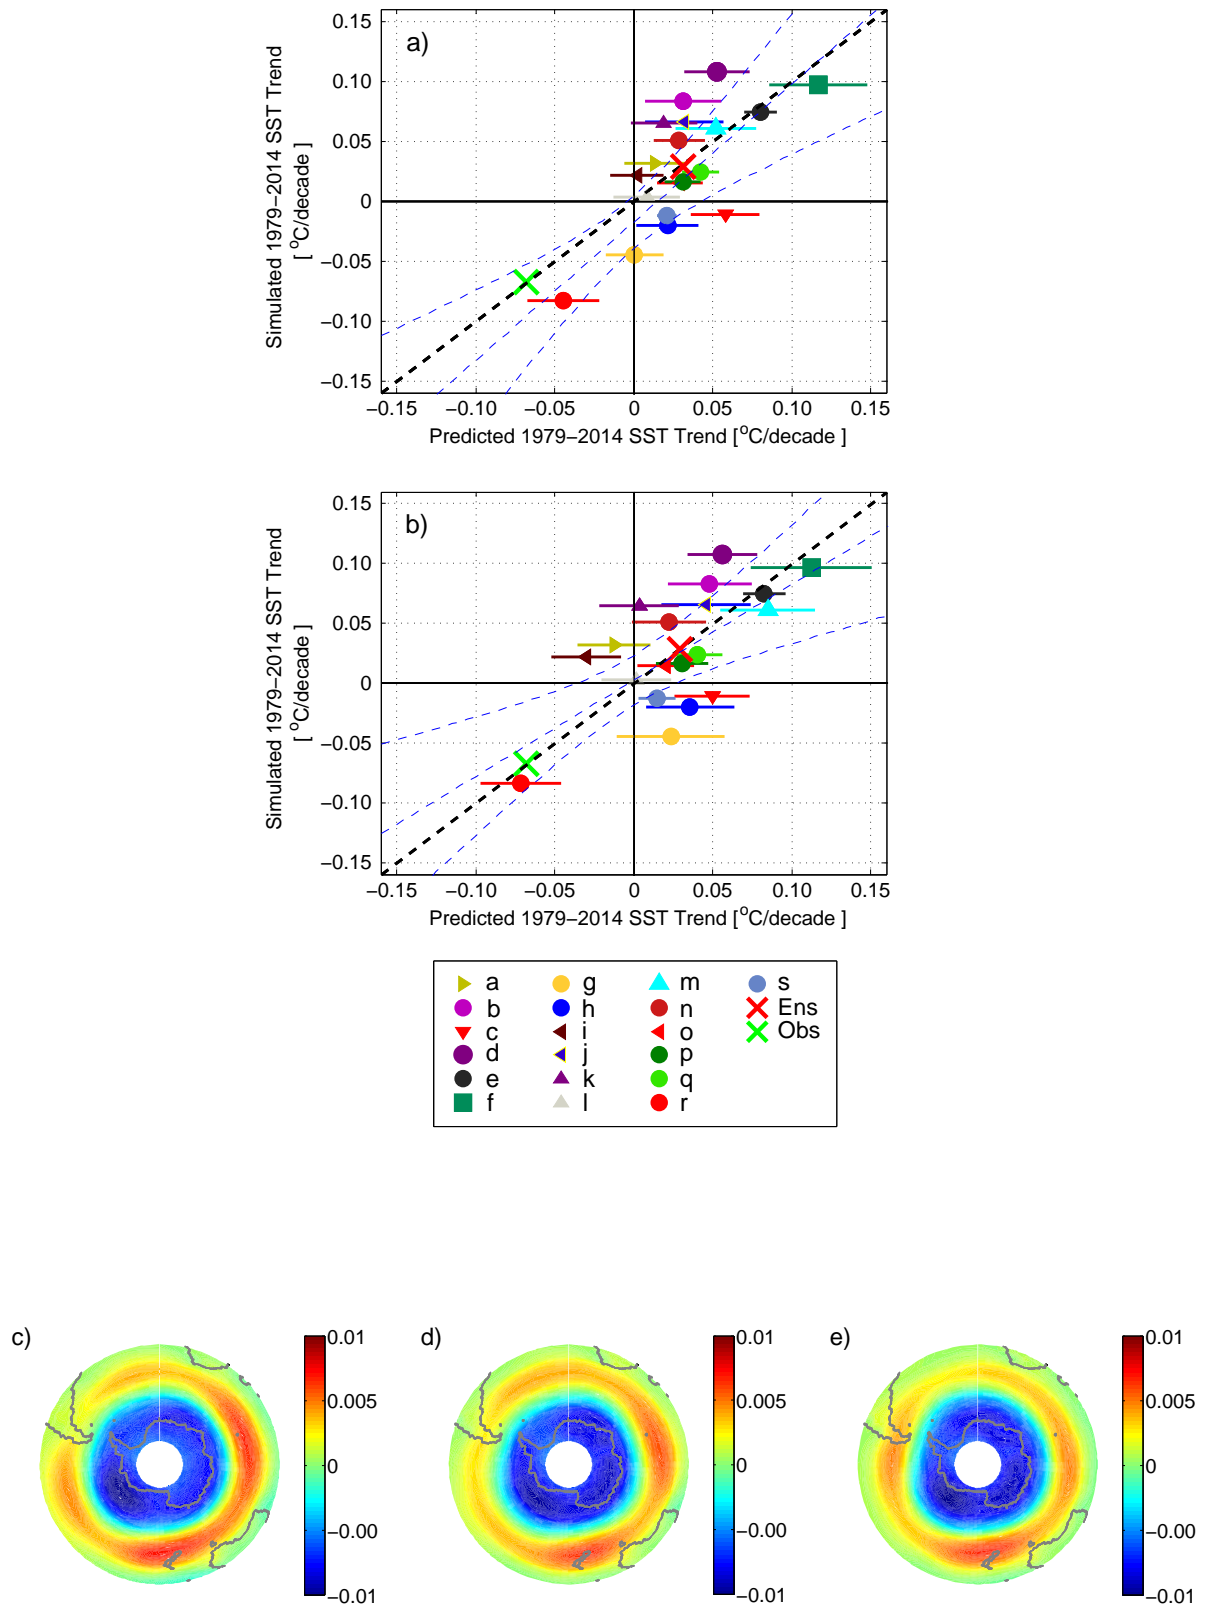 a)
0.15
0.10
0.05
0
−0.05
−0.10
−0.15
Simulated 1979−2014 SST Trend
[ °C/decade ]
−0.15 −0.10 −0.05 0 0.05 0.10 0.15
Predicted 1979−2014 SST Trend [°C/decade ]
b)
0.15
0.10
0.05
0
−0.05
−0.10
−0.15
Simulated 1979−2014 SST Trend
[ °C/decade ]
−0.15 −0.10 −0.05 0 0.05 0.10 0.15
Predicted 1979−2014 SST Trend [°C/decade ]
a g m s
b h n Ens
c i o Obs
d j p
e k q
f l r
c)
0.01
0.005
0
−0.00
−0.01
d)
0.01
0.005
0
−0.00
−0.01
e)
0.01
0.005
0
−0.00
−0.01